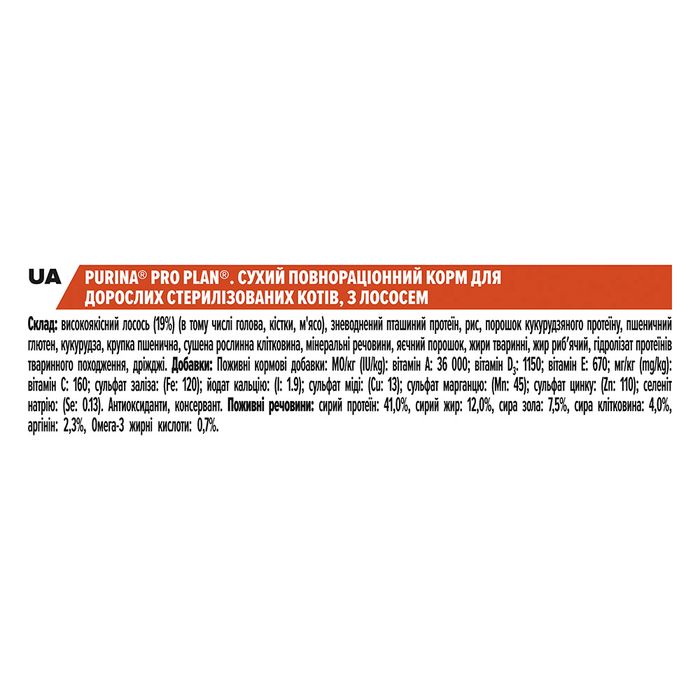 UA
PURINA® PRO PLAN®. СУХИЙ ПОВНОРАЦІОННИЙ КОРМ ДЛЯ
ДОРОСЛИХ СТЕРИЛІЗОВАНИХ КОТІВ, З ЛОСОСЕМ
Склад: високоякісний лосось (19%) (в тому числі голова, кістки, м'ясо), зневоднений пташиний протеїн, рис, порошок кукурудзяного протеїну, пшеничний
глютен, кукурудза, крупка пшенична, сушена рослинна клітковина, мінеральні речовини, яєчний порошок, жири тваринні, жир риб’ячий, гідролізат протеїнів
тваринного походження, дріжджі. Добавки: Поживні кормові добавки: МО/кг (IU/kg): вітамін А: 36 000; вітамін D₃: 1150; вітамін Е: 670; мг/кг (mg/kg):
вітамін С: 160; сульфат заліза: (Fe: 120); йодат кальцію: (I: 1.9); сульфат міді: (Cu: 13); сульфат марганцю: (Mn: 45); сульфат цинку: (Zn: 110); селеніт
натрію: (Se: 0.13). Антиоксиданти, консервант. Поживні речовини: сирий протеїн: 41,0%, сирий жир: 12,0%, сира зола: 7,5%, сира клітковина: 4,0%,
аргінін: 2,3%, Омега-3 жирні кислоти: 0,7%.